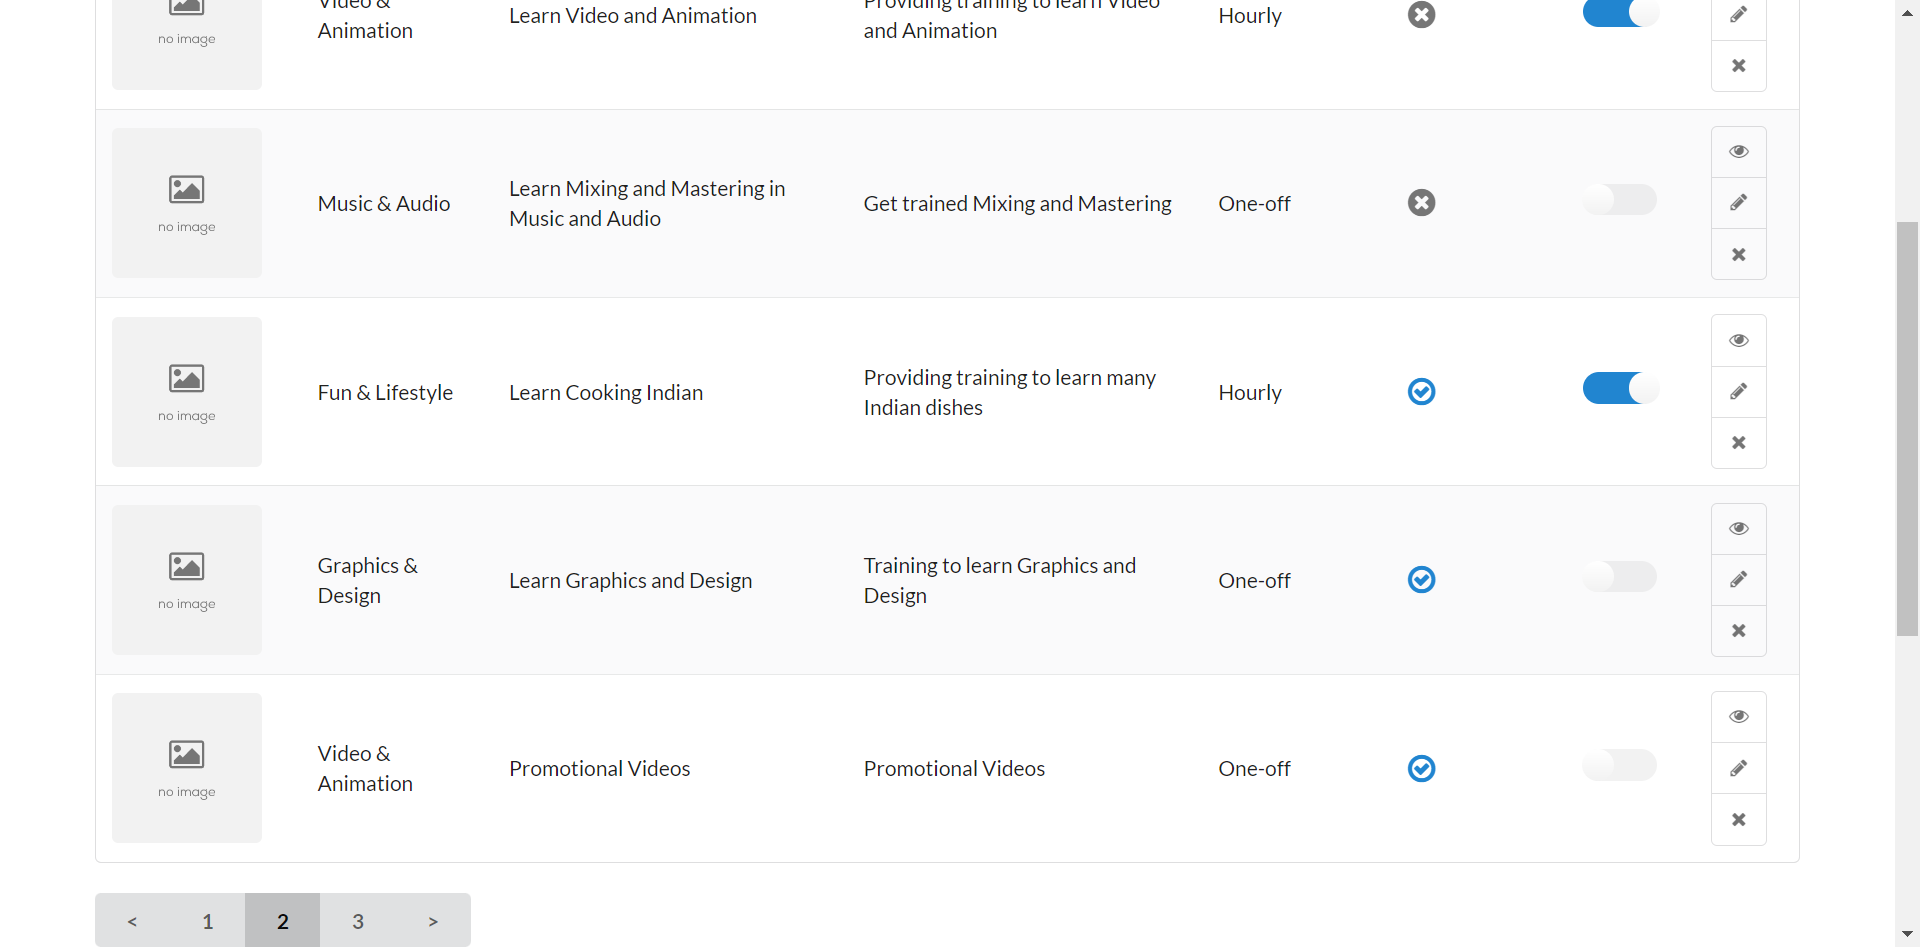 Video &
Animation
Learn Video and Animation
Providing training to learn Video
and Animation
Hourly
no image
Music & Audio
Learn Mixing and Mastering in
Music and Audio
Get trained Mixing and Mastering
One-off
no image
Fun & Lifestyle
Learn Cooking Indian
Providing training to learn many
Indian dishes
Hourly
no image
Graphics &
Design
Learn Graphics and Design
Training to learn Graphics and
Design
One-off
no image
Video &
Animation
Promotional Videos
Promotional Videos
One-off
no image
< 1 2 3 >